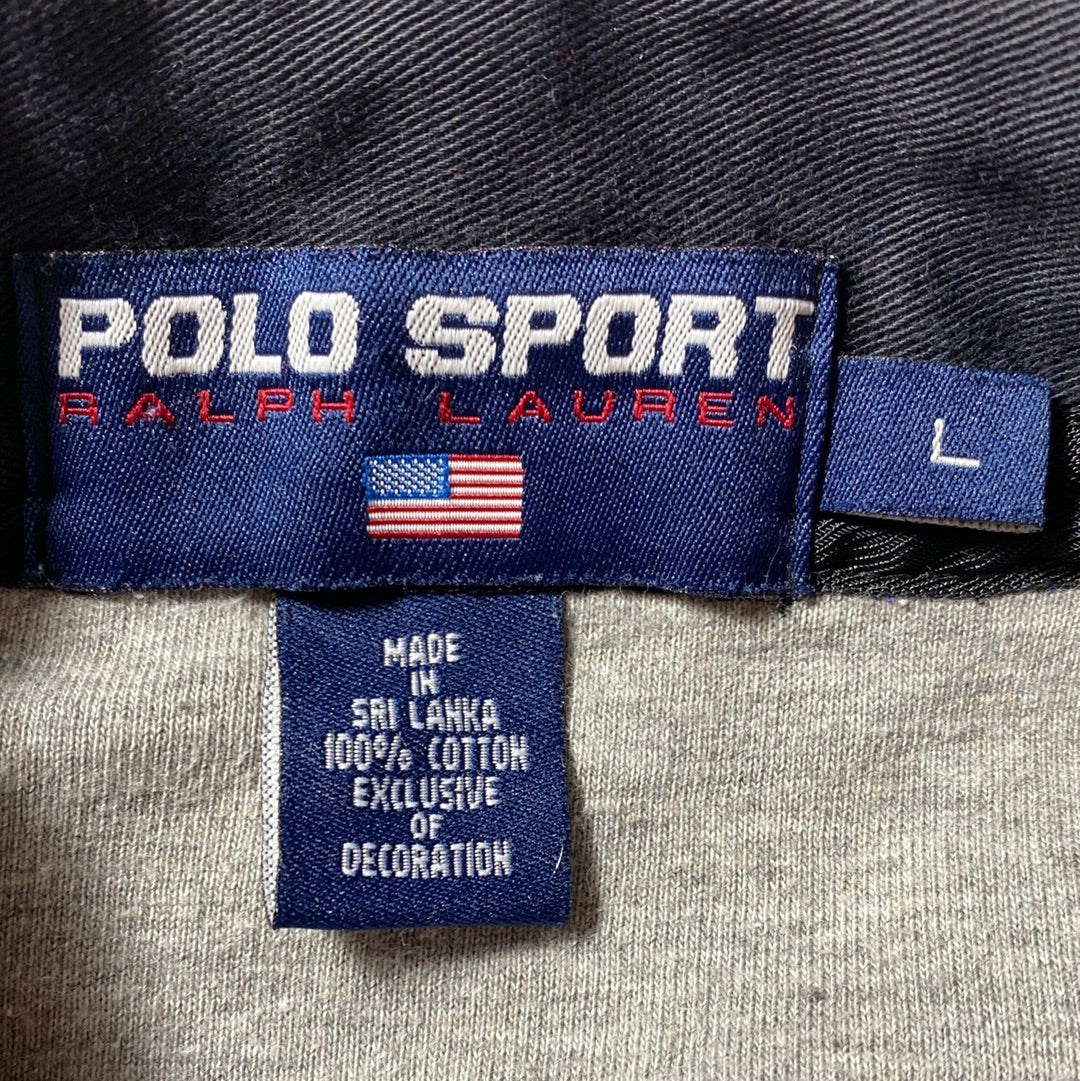 POLO SPORT
RALPH LAUREN
L
MADE
IN
SRI LANKA
100% COTTON
EXCLUSIVE
OF
DECORATION